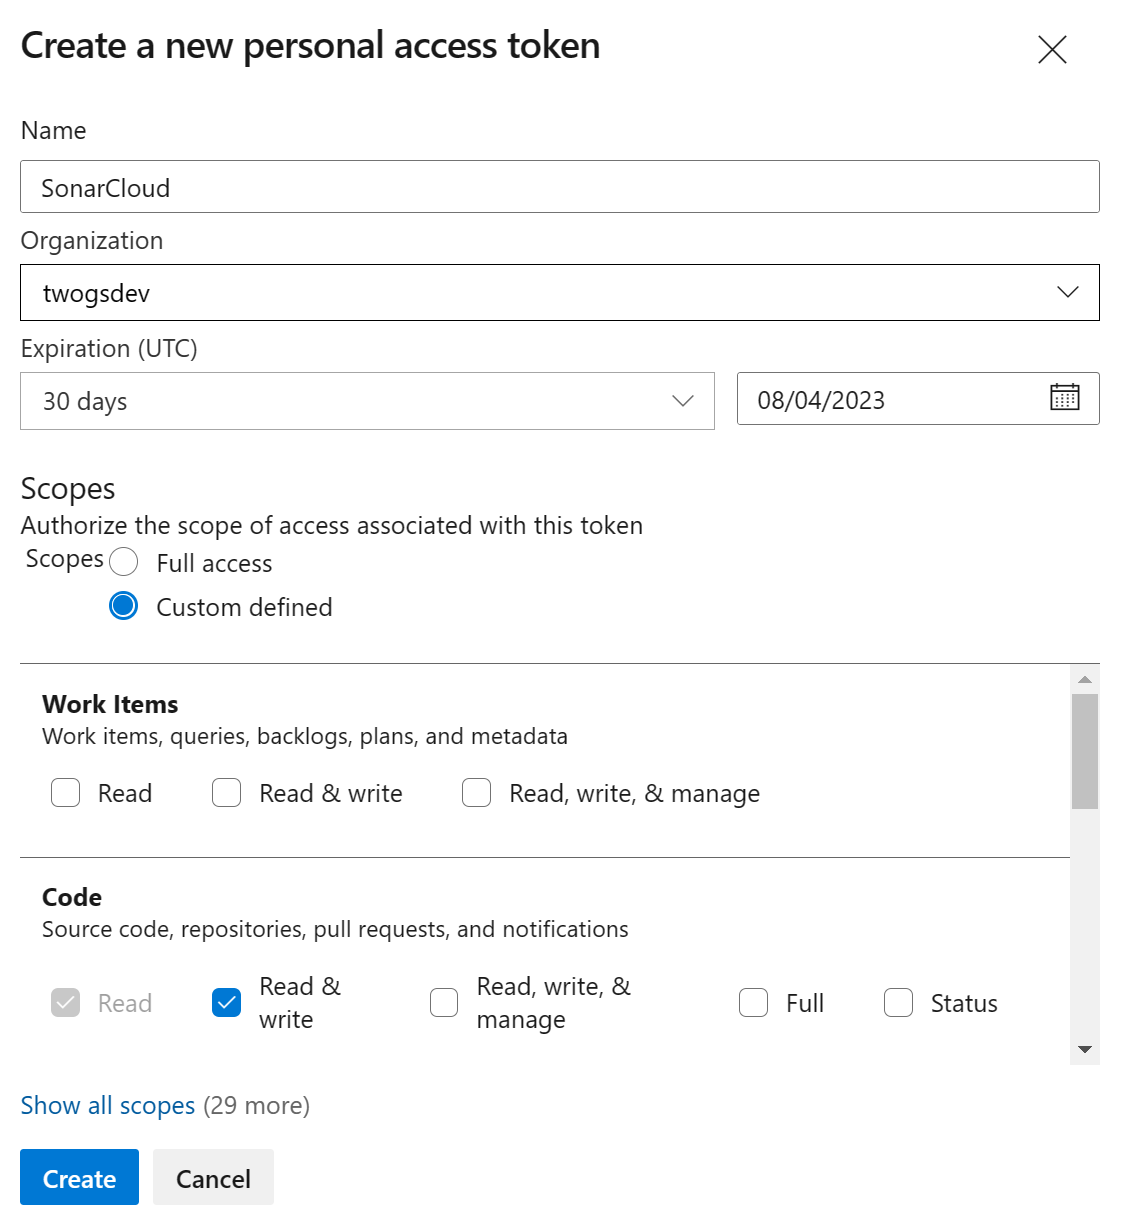 Create a new personal access token
Name
SonarCloud
Organization
twogsdev
Expiration (UTC)
30 days
08/04/2023
Scopes
Authorize the scope of access associated with this token
Scopes
Full access
Custom defined
Work Items
Work items, queries, backlogs, plans, and metadata
Read
Read & write
Read, write, & manage
Code
Source code, repositories, pull requests, and notifications
Read
Read &
write
Read, write, &
manage
Full
Status
Show all scopes (29 more)
Create
Cancel